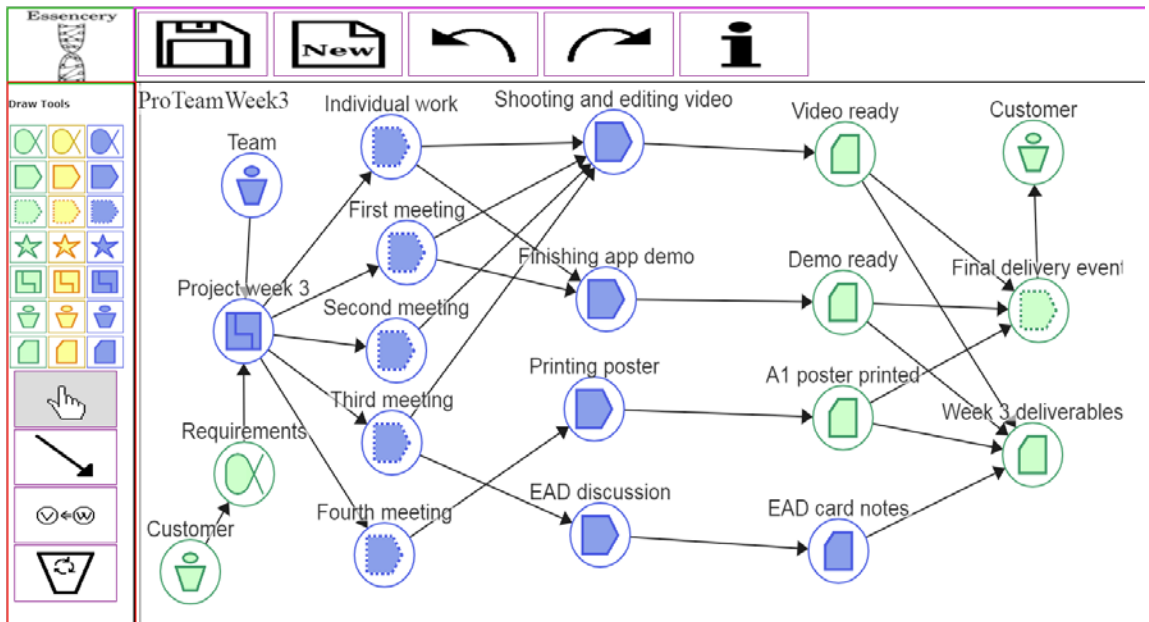 Essencery
New
Draw Tools
ProTeamWeek3
Individual work
Shooting and editing video
Video ready
Customer
Team
First meeting
Finishing app demo
Demo ready
Final delivery event
Project week 3
Second meeting
Printing poster
A1 poster printed
Third meeting
Week 3 deliverables
Requirements
EAD discussion
EAD card notes
Fourth meeting
Customer
V
W